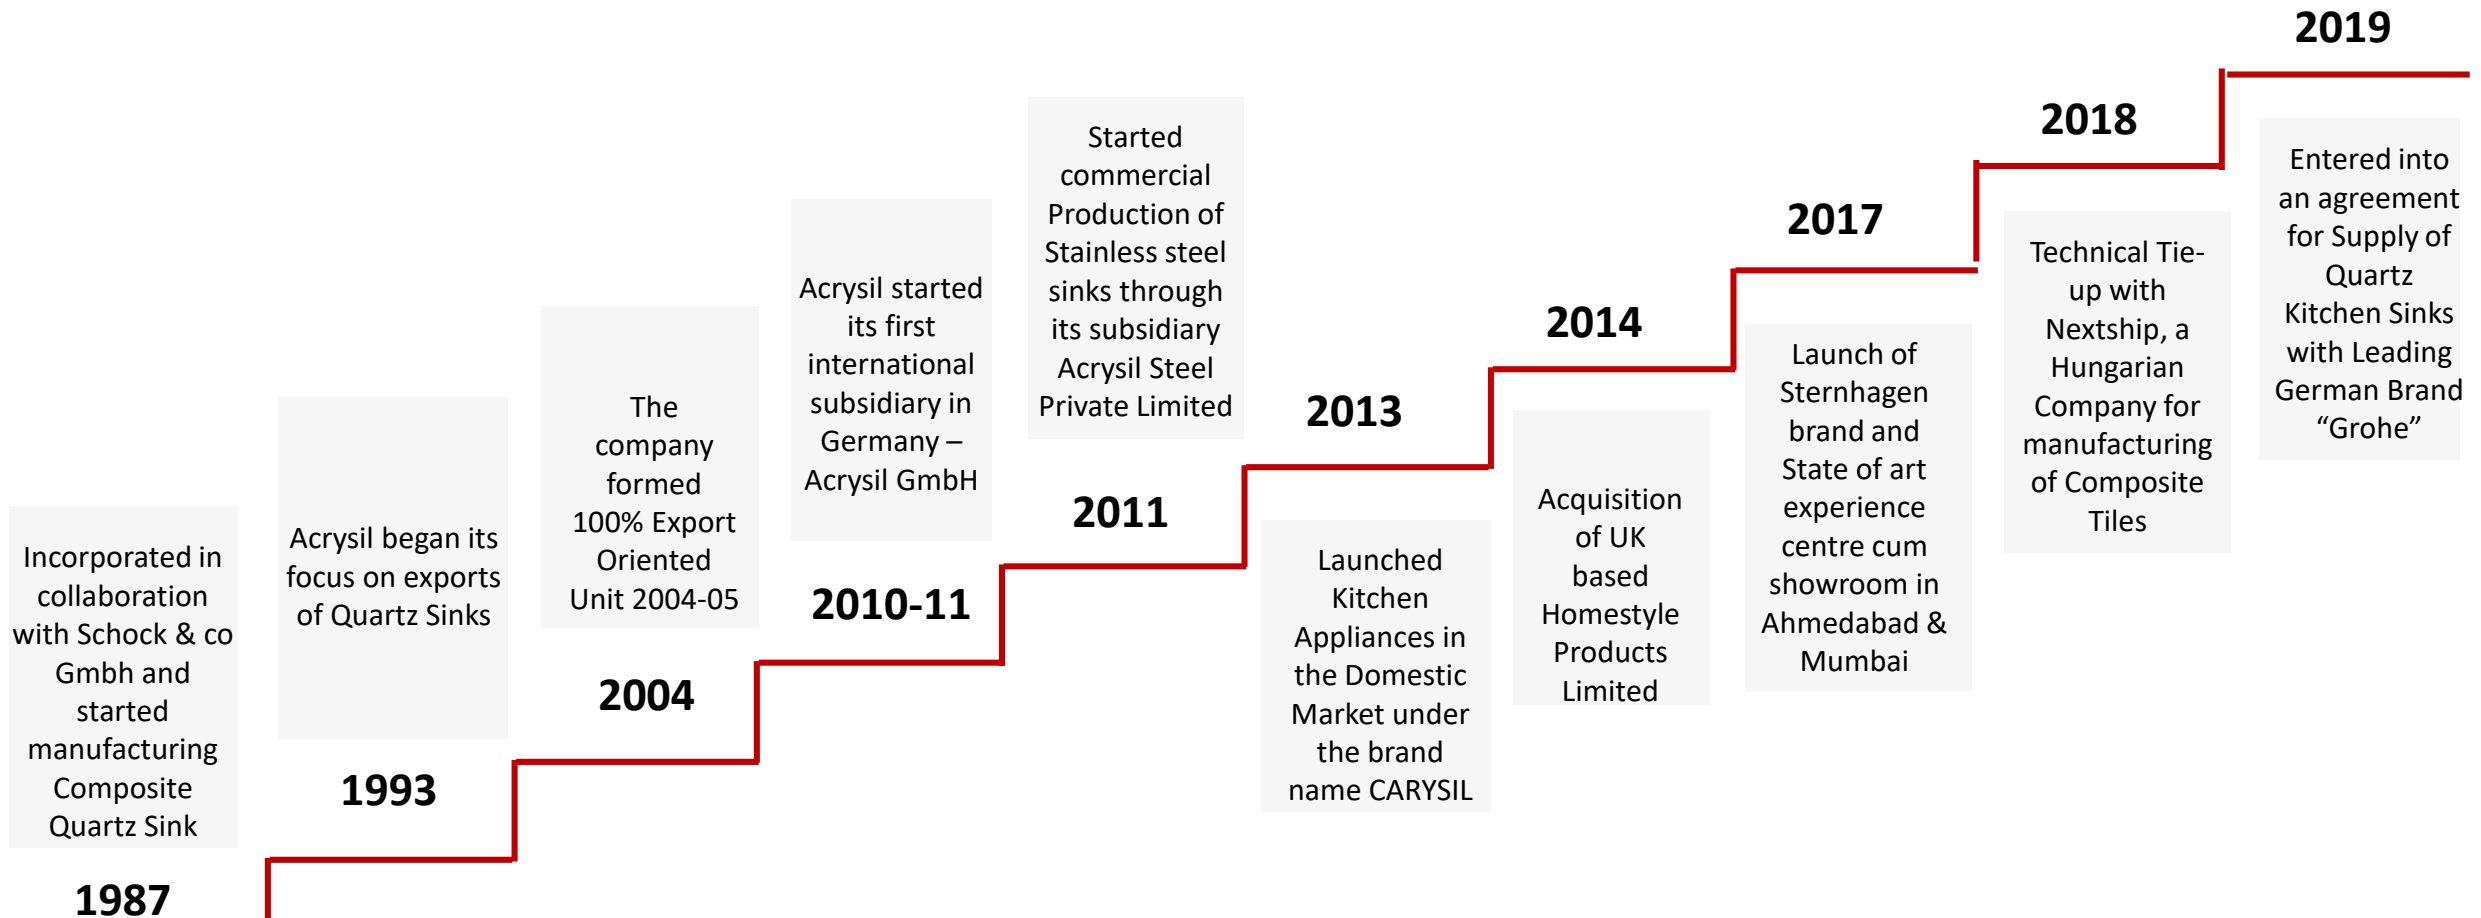 Incorporated in
collaboration
with Schock & co
Gmbh and
started
manufacturing
Composite
Quartz Sink
1987
Acrysil began its
focus on exports
of Quartz Sinks
1993
The
company
formed
100% Export
Oriented
Unit 2004-05
2004
Acrysil started
its first
international
subsidiary in
Germany –
Acrysil GmbH
2010-11
Started
commercial
Production of
Stainless steel
sinks through
its subsidiary
Acrysil Steel
Private Limited
2011
2013
Launched
Kitchen
Appliances in
the Domestic
Market under
the brand
name CARYSIL
2014
Acquisition
of UK
based
Homestyle
Products
Limited
2017
Launch of
Sternhagen
brand and
State of art
experience
centre cum
showroom in
Ahmedabad &
Mumbai
2018
Technical Tie-
up with
Nextship, a
Hungarian
Company for
manufacturing
of Composite
Tiles
2019
Entered into
an agreement
for Supply of
Quartz
Kitchen Sinks
with Leading
German Brand
“Grohe”